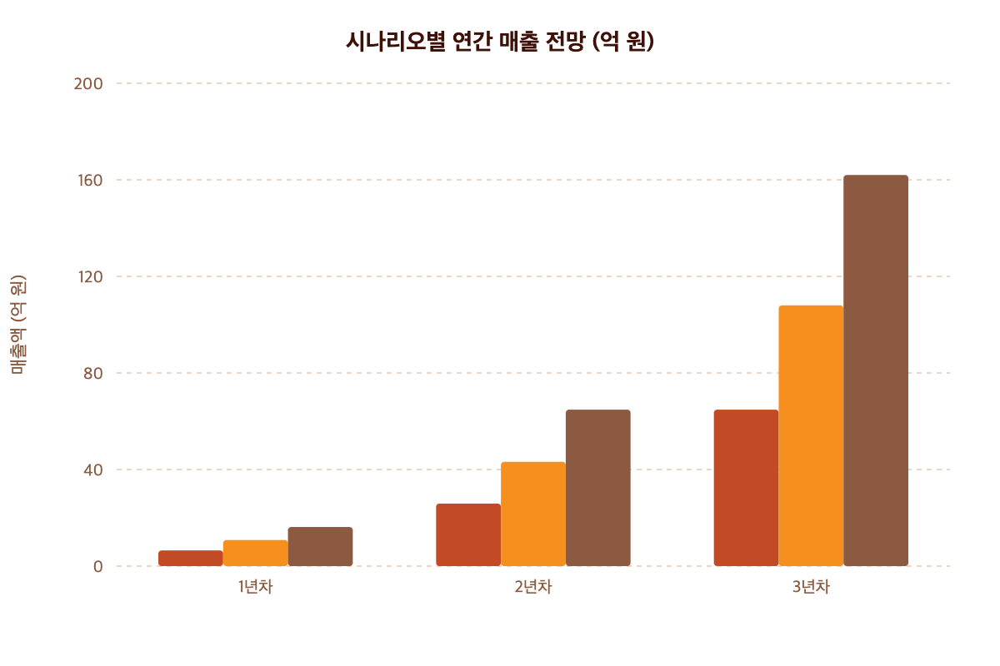 시나리오별 연간 매출 전망 (억 원)
200
160
120
80
40
0
매출액 (억 원)
1년차
2년차
3년차